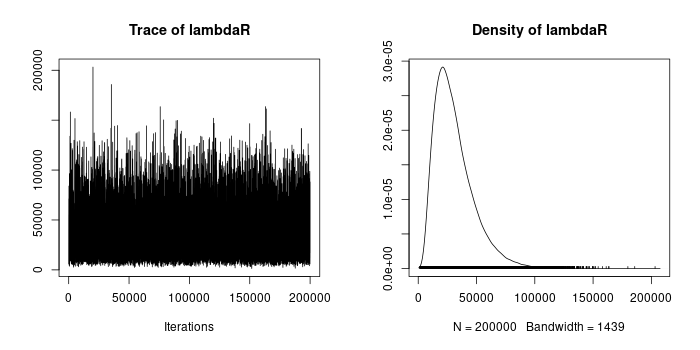 Trace of lambdaR
200000
100000
50000
0
0
50000
100000
150000
200000
Iterations
Density of lambdaR
3.0e-05
2.0e-05
1.0e-05
0.0e+00
0
50000
100000
150000
200000
N = 200000 Bandwidth = 1439